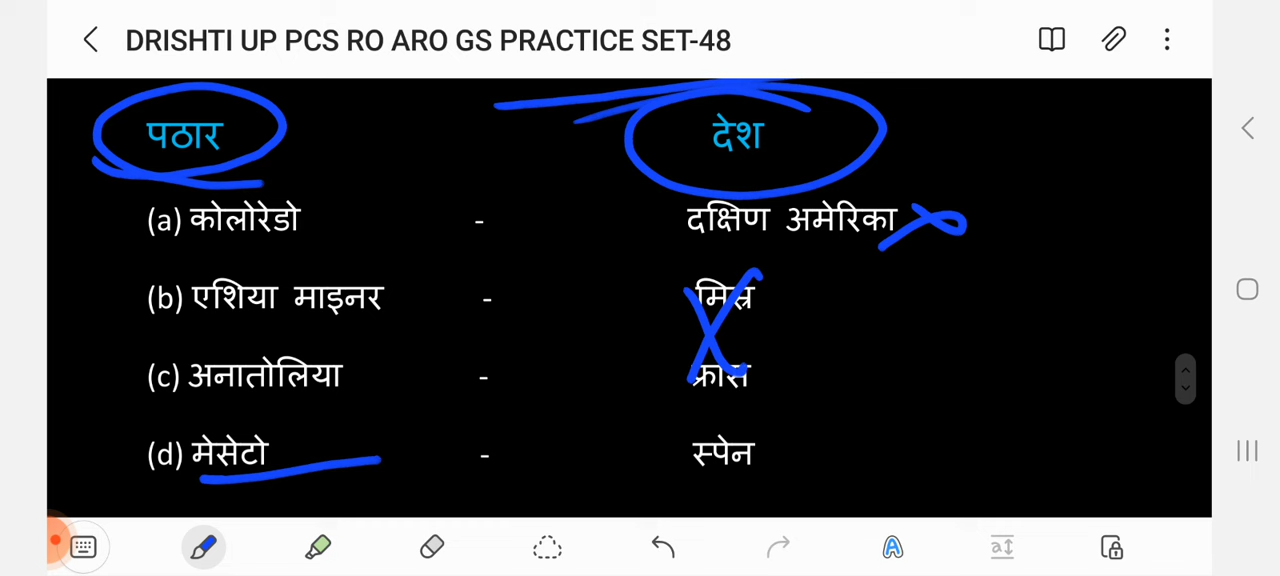 DRISHTI UP PCS RO ARO GS PRACTICE SET-48
पठार देश
(a) कोलोरेडो - दक्षिण अमेरिका
(b) एशिया माइनर - मिस्र
(c) अनातोलिया - फ्रांस
(d) मेसेटो - स्पेन